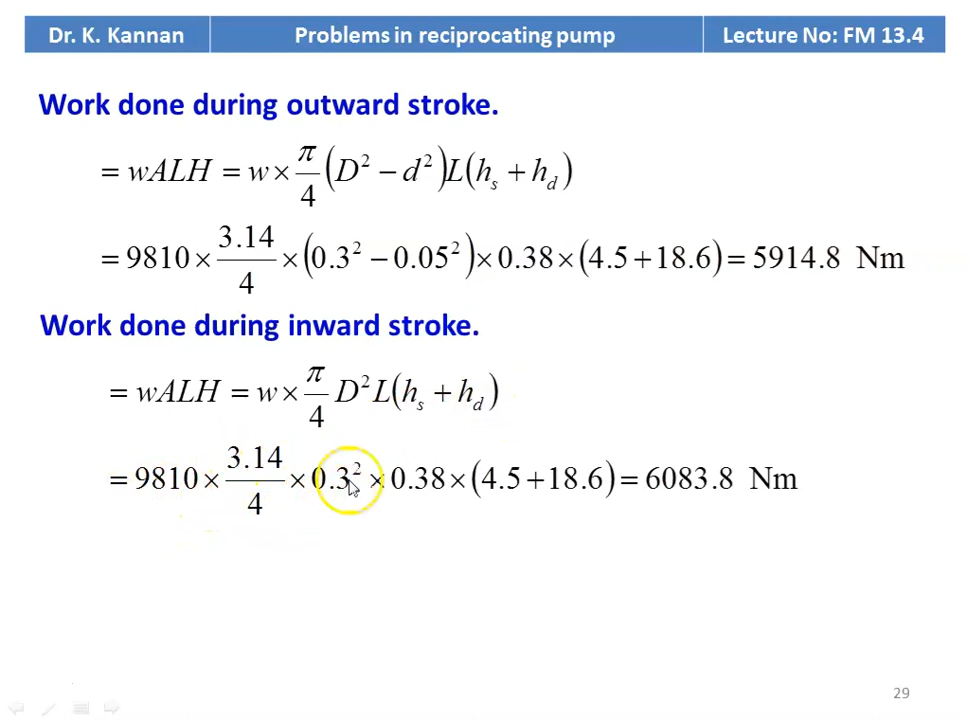 Dr. K. Kannan Problems in reciprocating pump Lecture No: FM 13.4
Work done during outward stroke.
= wALH = w × π/4 (D² − d²)L(hₛ + h_d)
= 9810 × 3.14/4 × (0.3² − 0.05²) × 0.38 × (4.5 + 18.6) = 5914.8 Nm
Work done during inward stroke.
= wALH = w × π/4 D²L(hₛ + h_d)
= 9810 × 3.14/4 × 0.3² × 0.38 × (4.5 + 18.6) = 6083.8 Nm
29